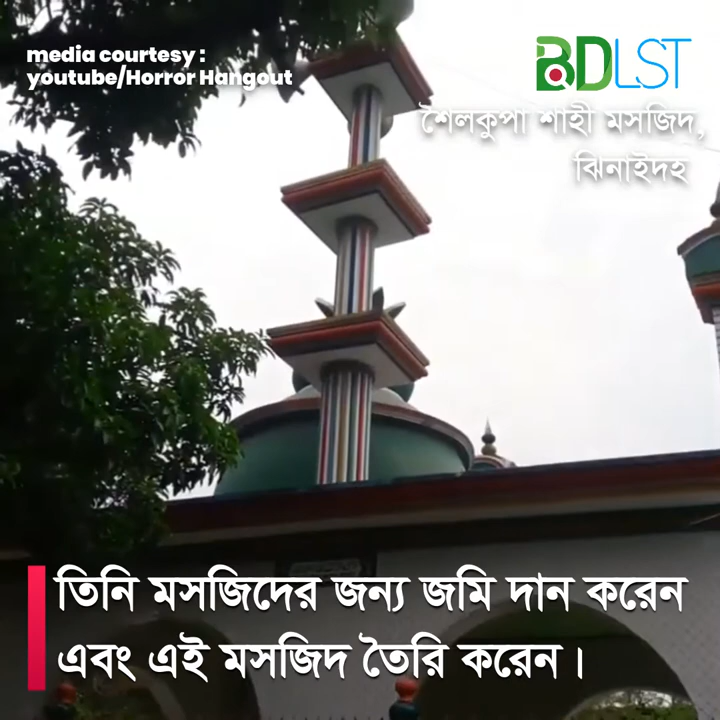 media courtesy :
youtube/Horror Hangout
BDLST
শৈলকুপা শাহী মসজিদ,
ঝিনাইদহ
তিনি মসজিদের জন্য জমি দান করেন
এবং এই মসজিদ তৈরি করেন।